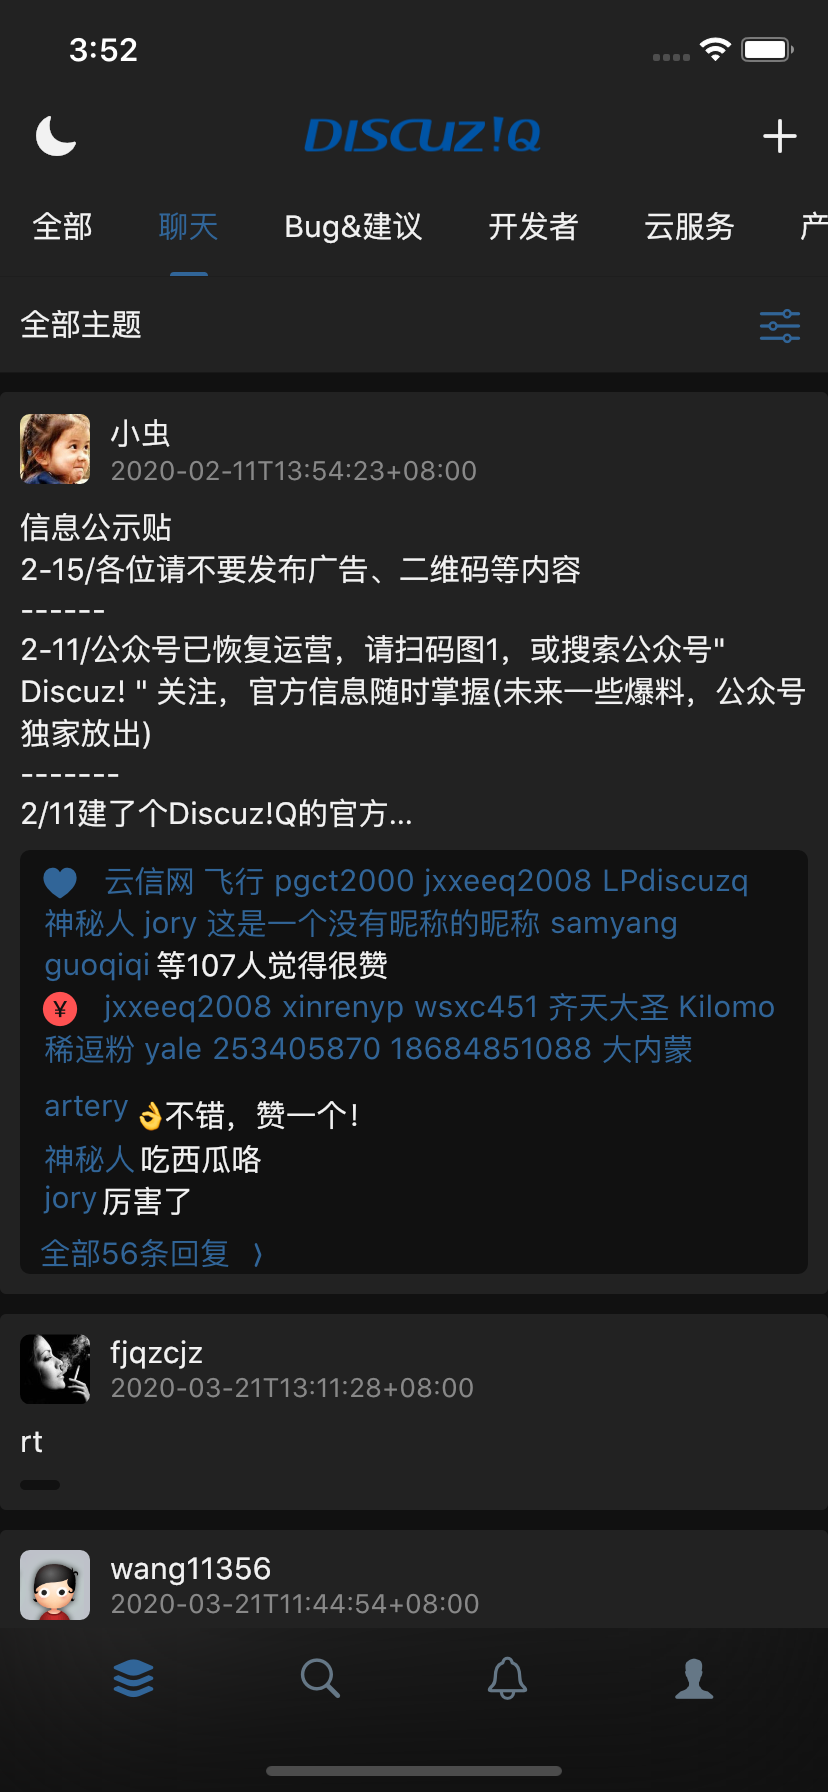 3:52
DISCUZ!Q
全部 聊天 Bug&建议 开发者 云服务 产
全部主题
小虫
2020-02-11T13:54:23+08:00
信息公示贴
2-15/各位请不要发布广告、二维码等内容
------
2-11/公众号已恢复运营，请扫码图1，或搜索公众号"
Discuz! " 关注，官方信息随时掌握(未来一些爆料，公众号
独家放出)
-------
2/11建了个Discuz!Q的官方...
云信网 飞行 pgct2000 jxxeeq2008 LPdiscuzq
神秘人 jory 这是一个没有昵称的昵称 samyang
guoqiqi 等107人觉得很赞
¥ jxxeeq2008 xinrenyp wsxc451 齐天大圣 Kilomo
稀逗粉 yale 253405870 18684851088 大内蒙
artery 👌不错，赞一个！
神秘人 吃西瓜咯
jory 厉害了
全部56条回复 ⟩
fjqzcjz
2020-03-21T13:11:28+08:00
rt
wang11356
2020-03-21T11:44:54+08:00